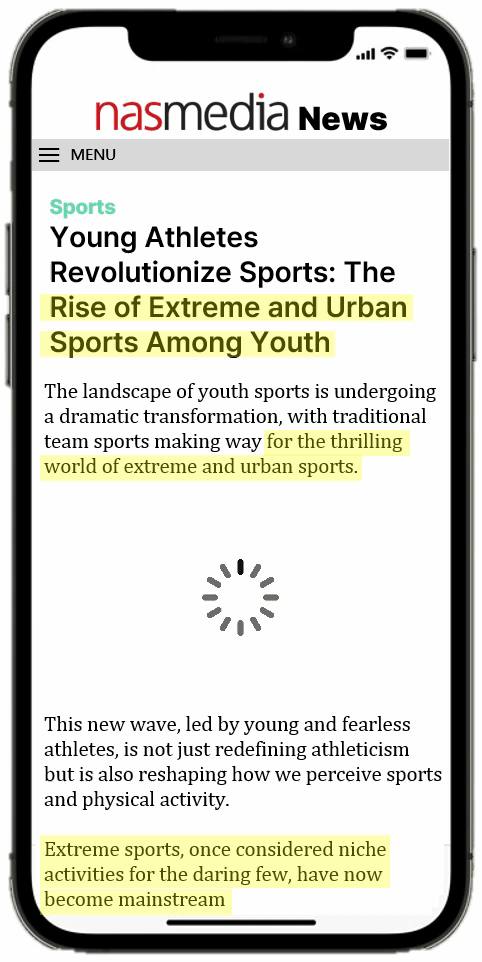 nasmedia News
MENU
Sports
Young Athletes
Revolutionize Sports: The
Rise of Extreme and Urban
Sports Among Youth
The landscape of youth sports is undergoing
a dramatic transformation, with traditional
team sports making way for the thrilling
world of extreme and urban sports.
This new wave, led by young and fearless
athletes, is not just redefining athleticism
but is also reshaping how we perceive sports
and physical activity.
Extreme sports, once considered niche
activities for the daring few, have now
become mainstream